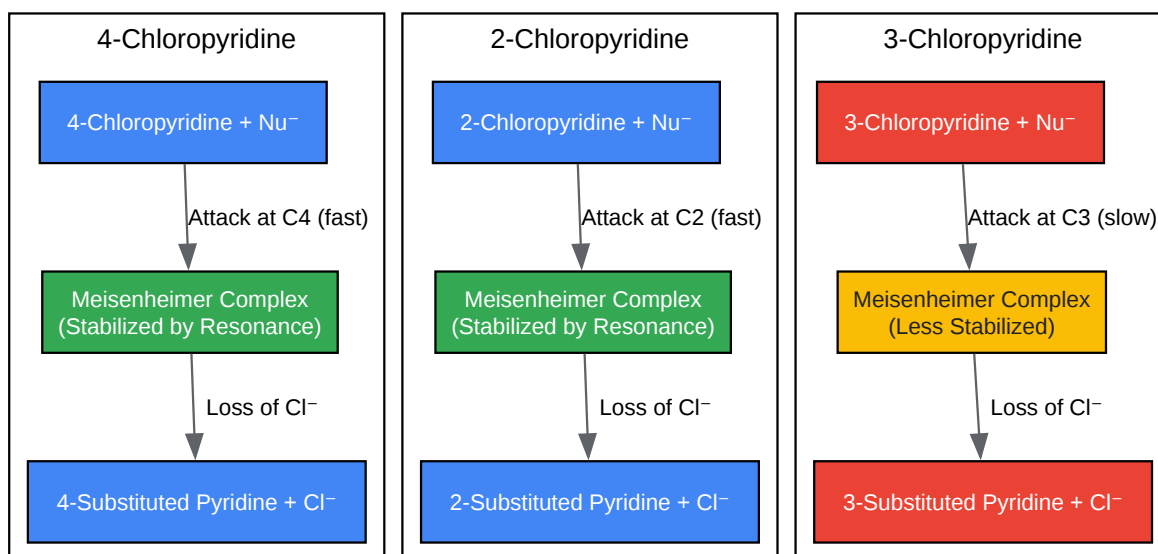 4-Chloropyridine
4-Chloropyridine + Nu⁻
Attack at C4 (fast)
Meisenheimer Complex
(Stabilized by Resonance)
Loss of Cl⁻
4-Substituted Pyridine + Cl⁻
2-Chloropyridine
2-Chloropyridine + Nu⁻
Attack at C2 (fast)
Meisenheimer Complex
(Stabilized by Resonance)
Loss of Cl⁻
2-Substituted Pyridine + Cl⁻
3-Chloropyridine
3-Chloropyridine + Nu⁻
Attack at C3 (slow)
Meisenheimer Complex
(Less Stabilized)
Loss of Cl⁻
3-Substituted Pyridine + Cl⁻